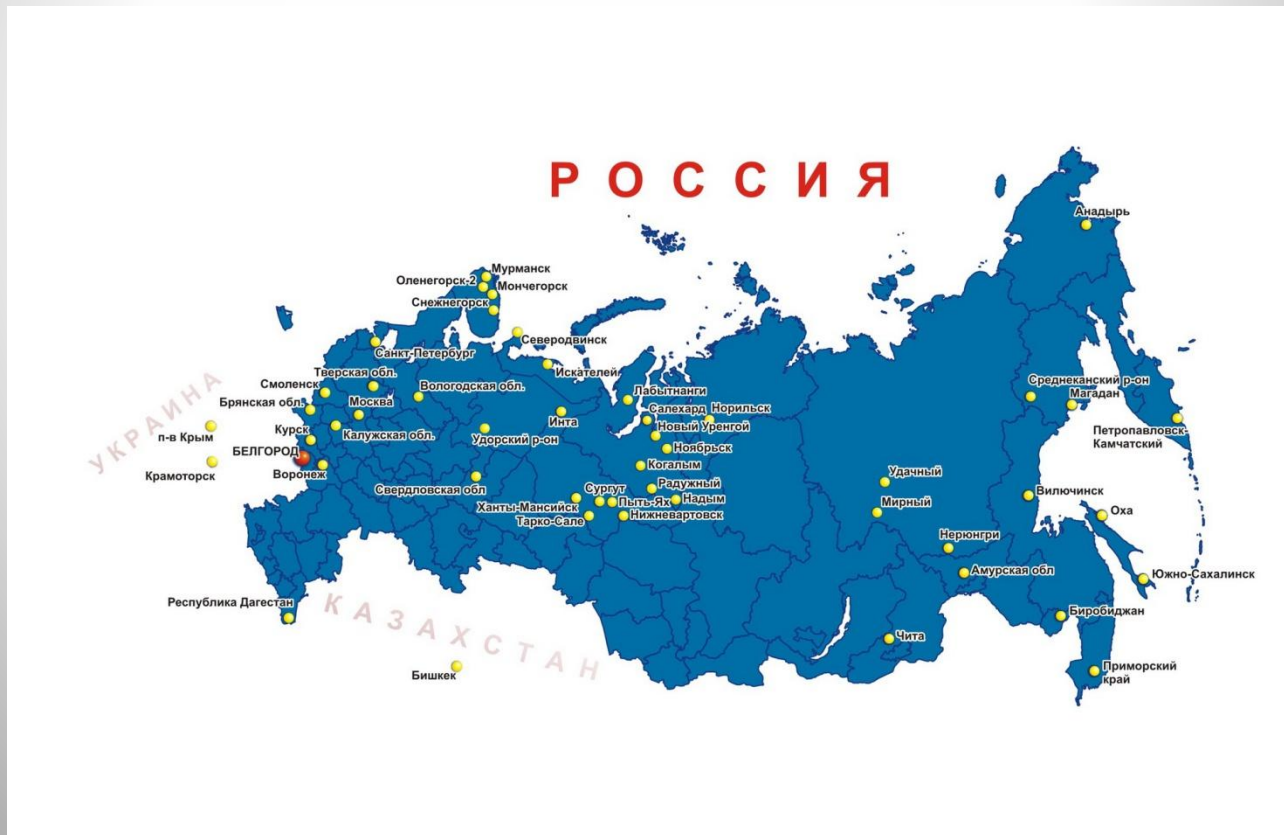 РОССИЯ
Анадырь
Мурманск
Оленегорск-2
Мончегорск
Снежнегорск
Северодвинск
Санкт-Петербург
Искателей
Тверская обл.
Смоленск
Вологодская обл.
Лабытнанги
Среднеканский р-он
Магадан
УКРАИНА
Брянская обл.
Москва
Инта
Салехард
Норильск
Новый Уренгой
Петропавловск-
Камчатский
п-в Крым
Курск
Калужская обл.
Удорский р-он
Ноябрьск
БЕЛГОРОД
Когалым
Крамоторск
Воронеж
Свердловская обл
Сургут
Радужный
Удачный
Ханты-Мансийск
Пыть-Ях
Надым
Мирный
Вилючинск
Тарко-Сале
Нижневартовск
Оха
Нерюнгри
Амурская обл
Южно-Сахалинск
Республика Дагестан
КАЗАХСТАН
Биробиджан
Чита
Бишкек
Приморский
край